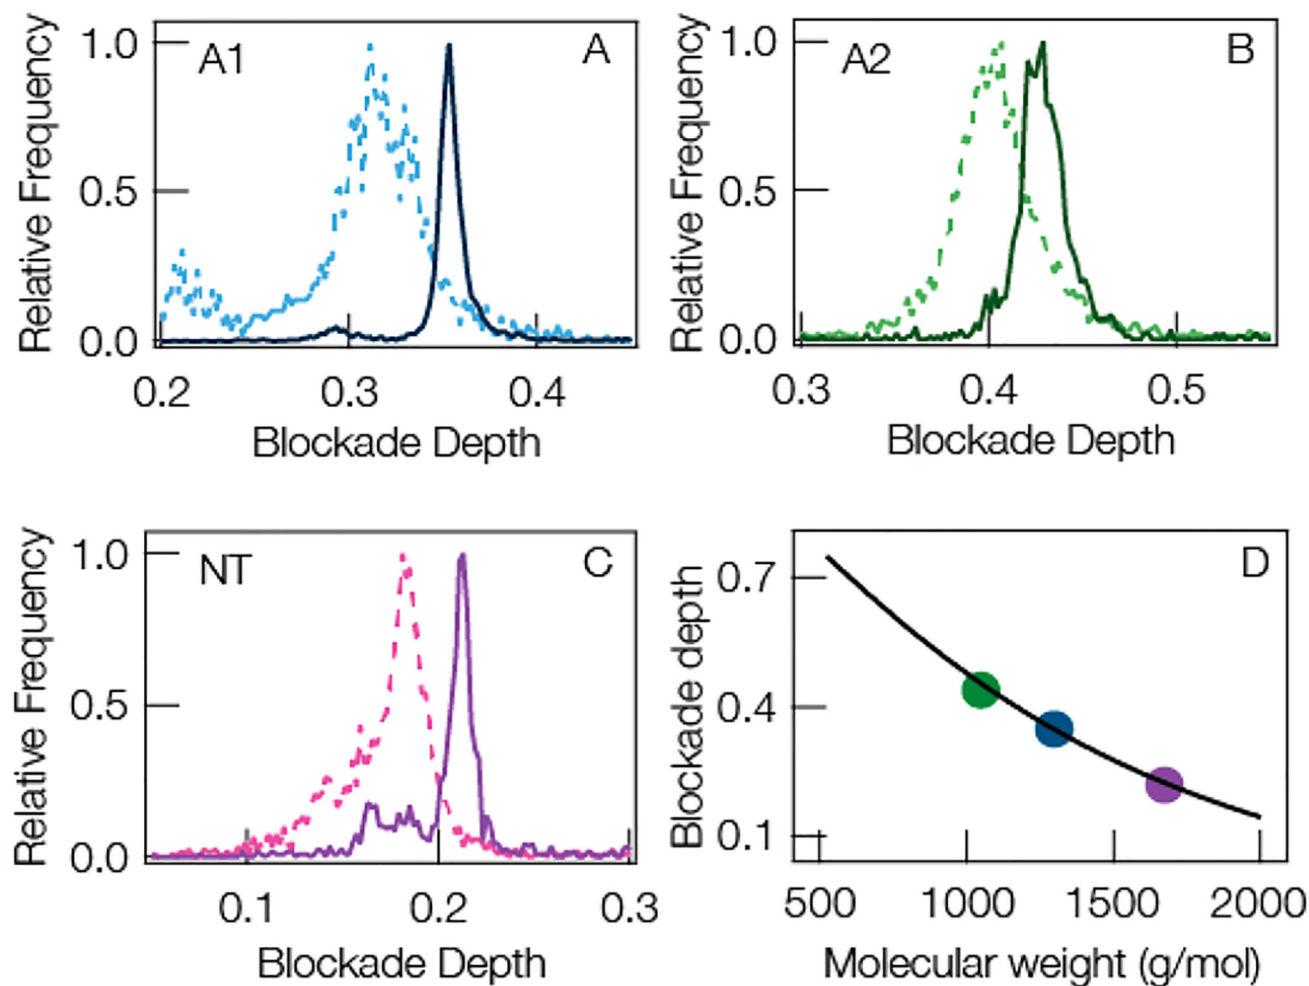 Relative Frequency
1.0
0.5
0.0
A1
A
0.2
0.3
0.4
Blockade Depth
Relative Frequency
1.0
0.5
0.0
A2
B
0.3
0.4
0.5
Blockade Depth
Relative Frequency
1.0
0.5
0.0
NT
C
0.1
0.2
0.3
Blockade Depth
Blockade depth
0.7
0.4
0.1
D
500
1000
1500
2000
Molecular weight (g/mol)